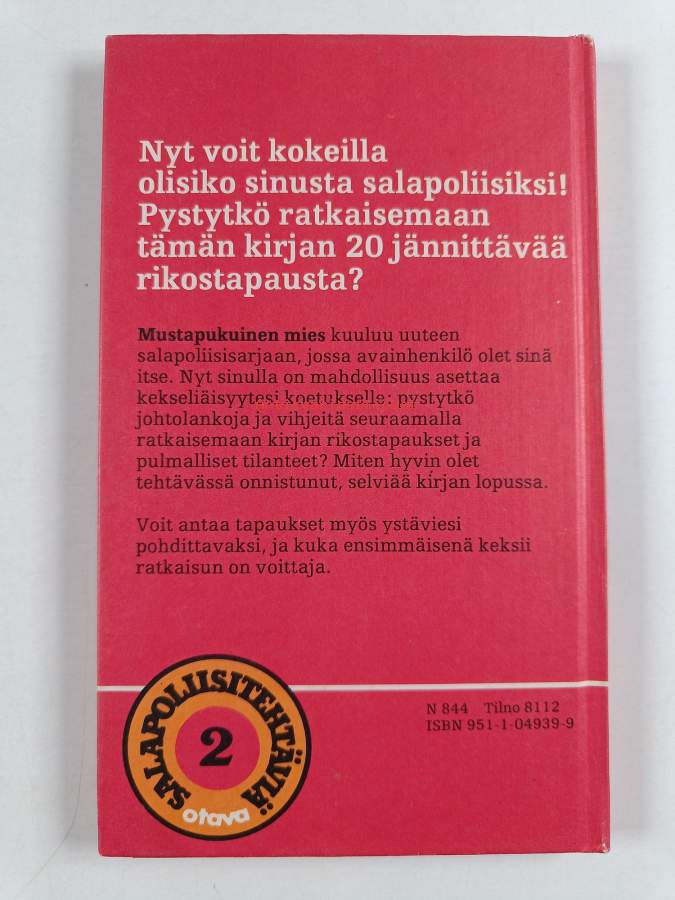 Nyt voit kokeilla
olisiko sinusta salapoliisiksi!
Pystytkö ratkaisemaan
tämän kirjan 20 jännittävää
rikostapausta?
Mustapukuinen mies kuuluu uuteen
salapoliisisarjaan, jossa avainhenkilö olet sinä
itse. Nyt sinulla on mahdollisuus asettaa
kekseliäisyytesi koetukselle: pystytkö
johtolankoja ja vihjeitä seuraamalla
ratkaisemaan kirjan rikostapaukset ja
pulmalliset tilanteet? Miten hyvin olet
tehtävässä onnistunut, selviää kirjan lopussa.
Voit antaa tapaukset myös ystäviesi
pohdittavaksi, ja kuka ensimmäisenä keksii
ratkaisun on voittaja.
SALAPOLIISITEHTÄVIÄ
2
otava
N 844 Tilno 8112
ISBN 951-1-04939-9